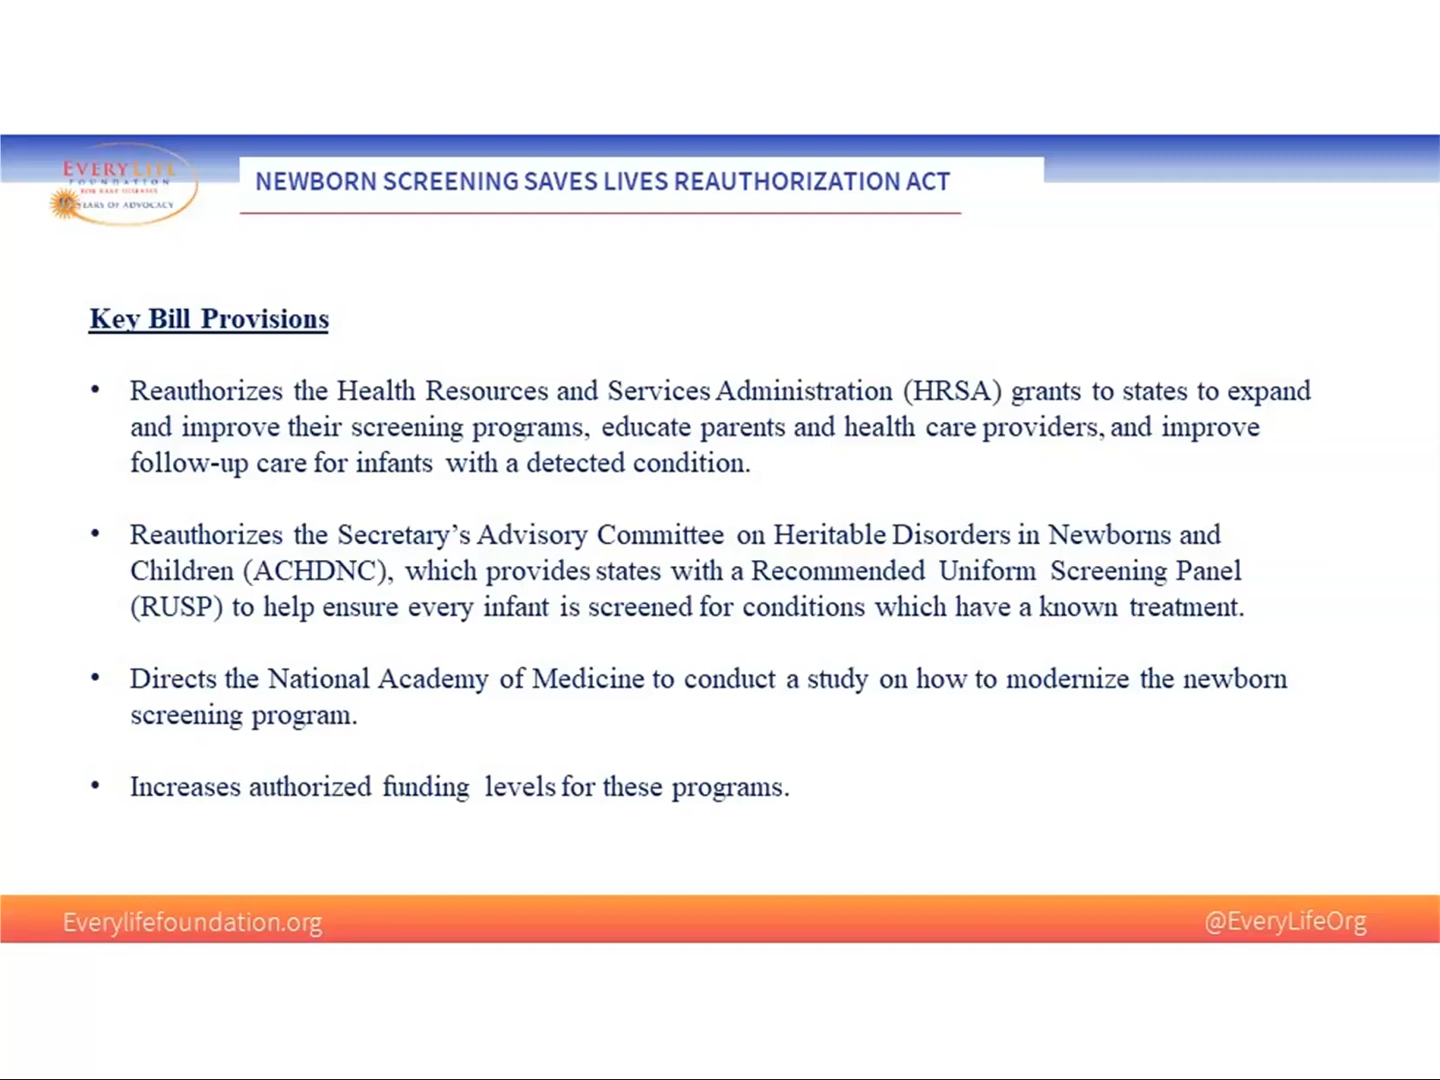 EVERYLIFE
FOUNDATION
FOR RARE DISEASES
YEARS OF ADVOCACY
NEWBORN SCREENING SAVES LIVES REAUTHORIZATION ACT
Key Bill Provisions
• Reauthorizes the Health Resources and Services Administration (HRSA) grants to states to expand
and improve their screening programs, educate parents and health care providers, and improve
follow-up care for infants with a detected condition.
• Reauthorizes the Secretary’s Advisory Committee on Heritable Disorders in Newborns and
Children (ACHDNC), which provides states with a Recommended Uniform Screening Panel
(RUSP) to help ensure every infant is screened for conditions which have a known treatment.
• Directs the National Academy of Medicine to conduct a study on how to modernize the newborn
screening program.
• Increases authorized funding levels for these programs.
Everylifefoundation.org
@EveryLifeOrg